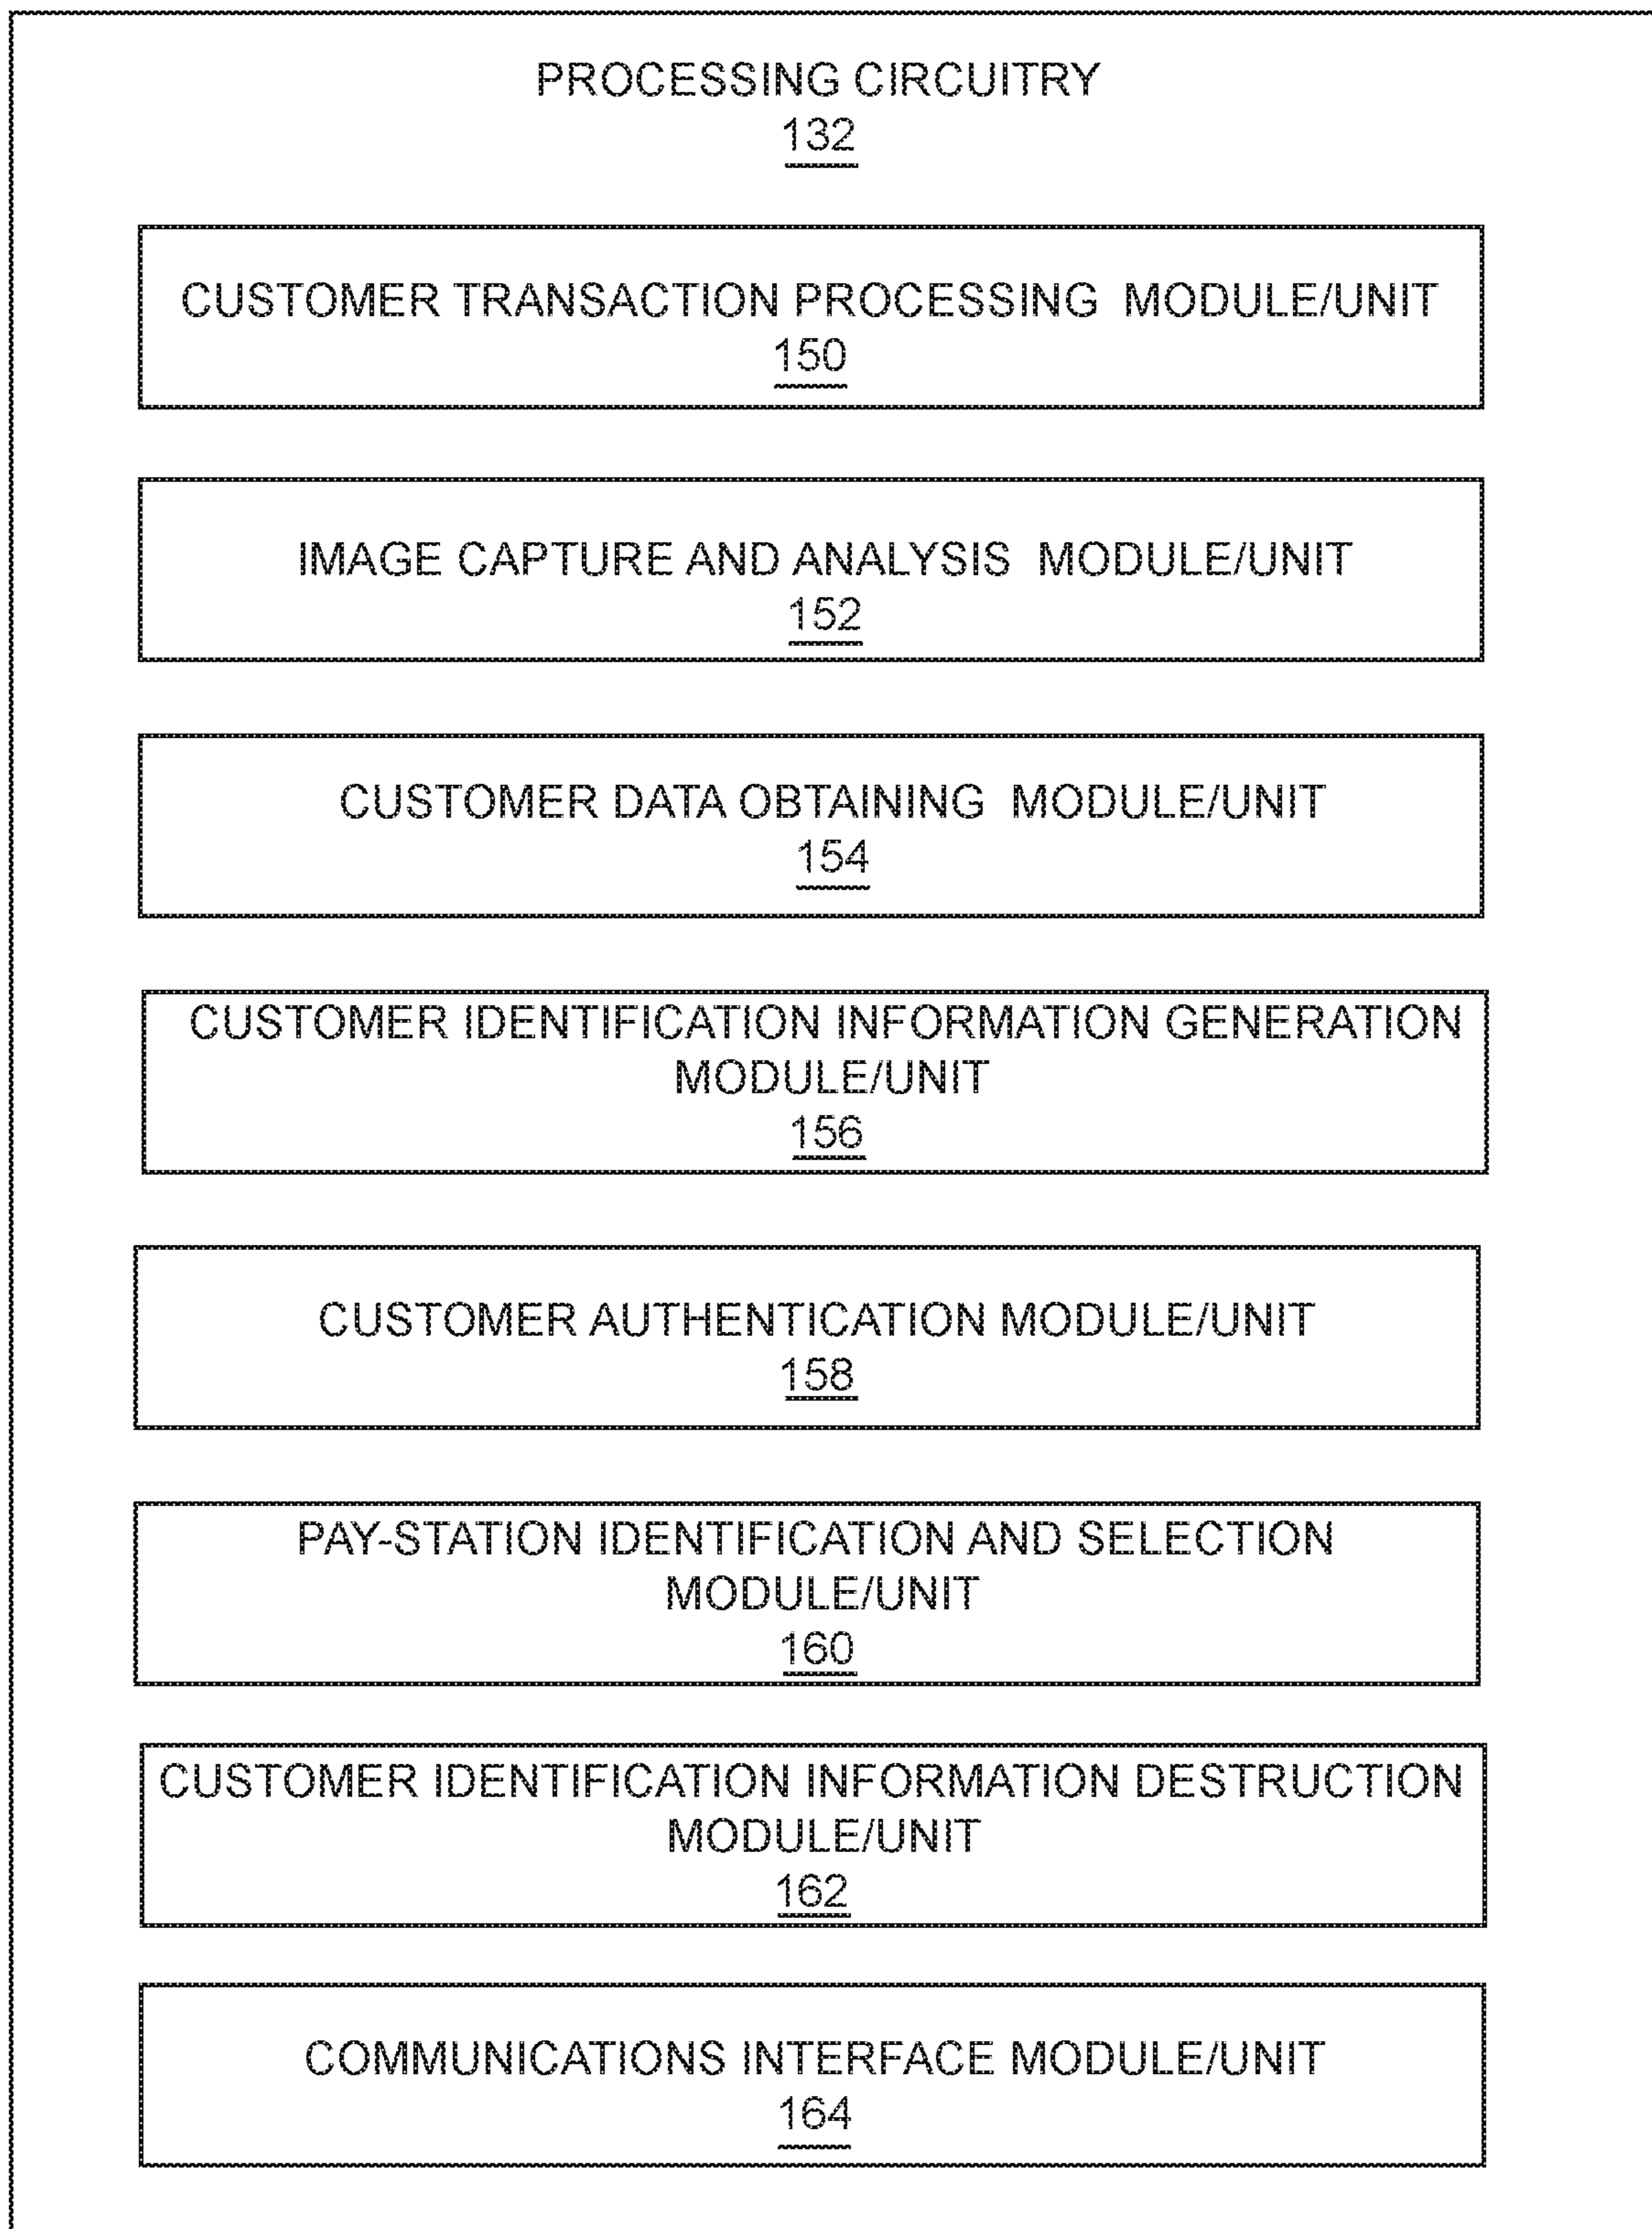 PROCESSING CIRCUITRY
132
CUSTOMER TRANSACTION PROCESSING MODULE/UNIT
150
IMAGE CAPTURE AND ANALYSIS MODULE/UNIT
152
CUSTOMER DATA OBTAINING MODULE/UNIT
154
CUSTOMER IDENTIFICATION INFORMATION GENERATION
MODULE/UNIT
156
CUSTOMER AUTHENTICATION MODULE/UNIT
158
PAY-STATION IDENTIFICATION AND SELECTION
MODULE/UNIT
160
CUSTOMER IDENTIFICATION INFORMATION DESTRUCTION
MODULE/UNIT
162
COMMUNICATIONS INTERFACE MODULE/UNIT
164